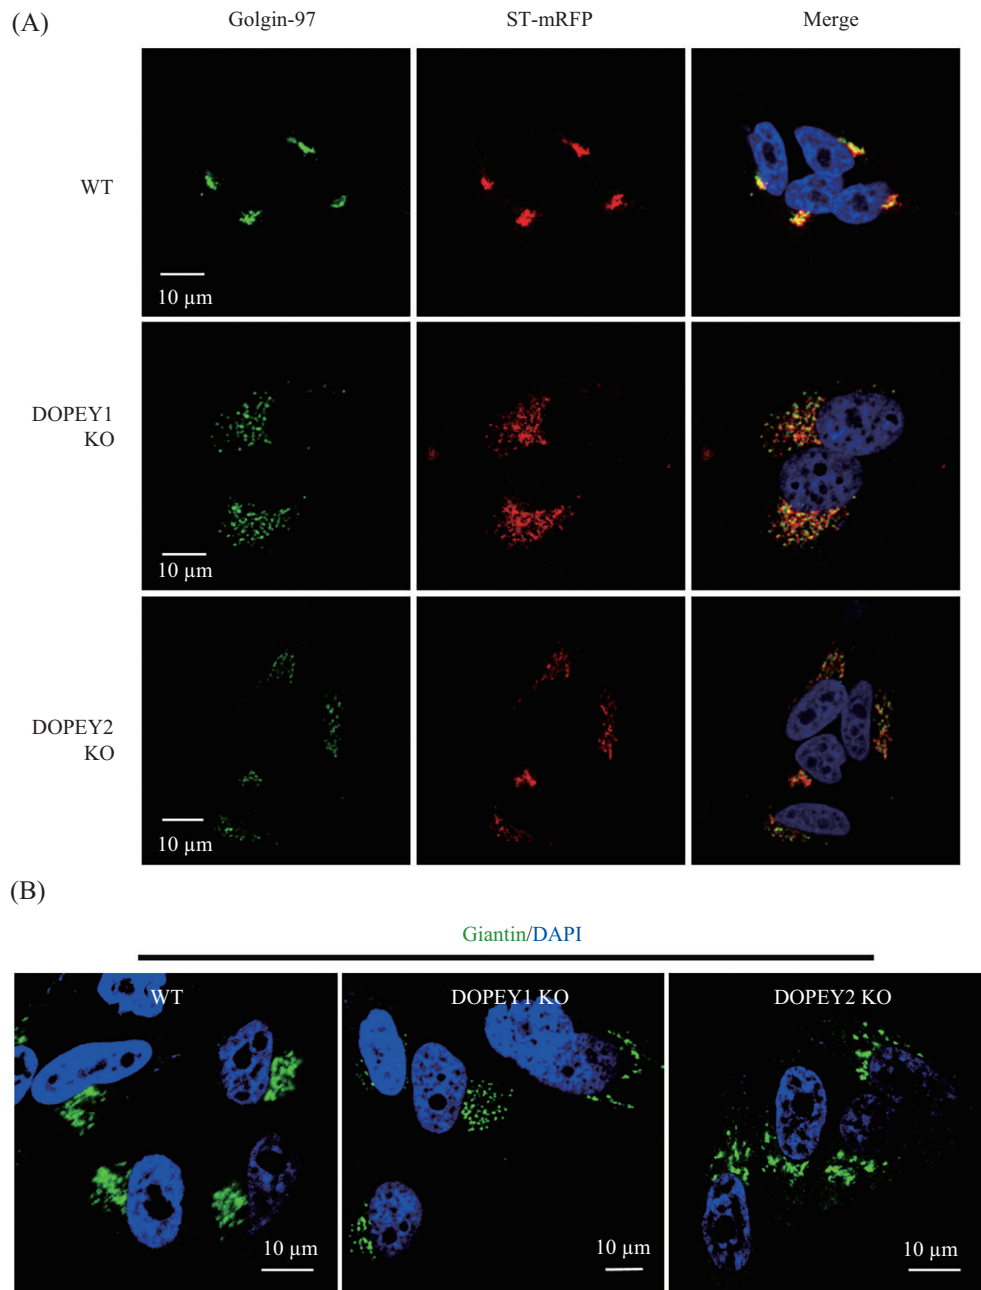 (A)
Golgin-97 ST-mRFP Merge
WT
10 µm
DOPEY1
KO
10 µm
DOPEY2
KO
10 µm
(B)
Giantin/DAPI
WT DOPEY1 KO DOPEY2 KO
10 µm 10 µm 10 µm